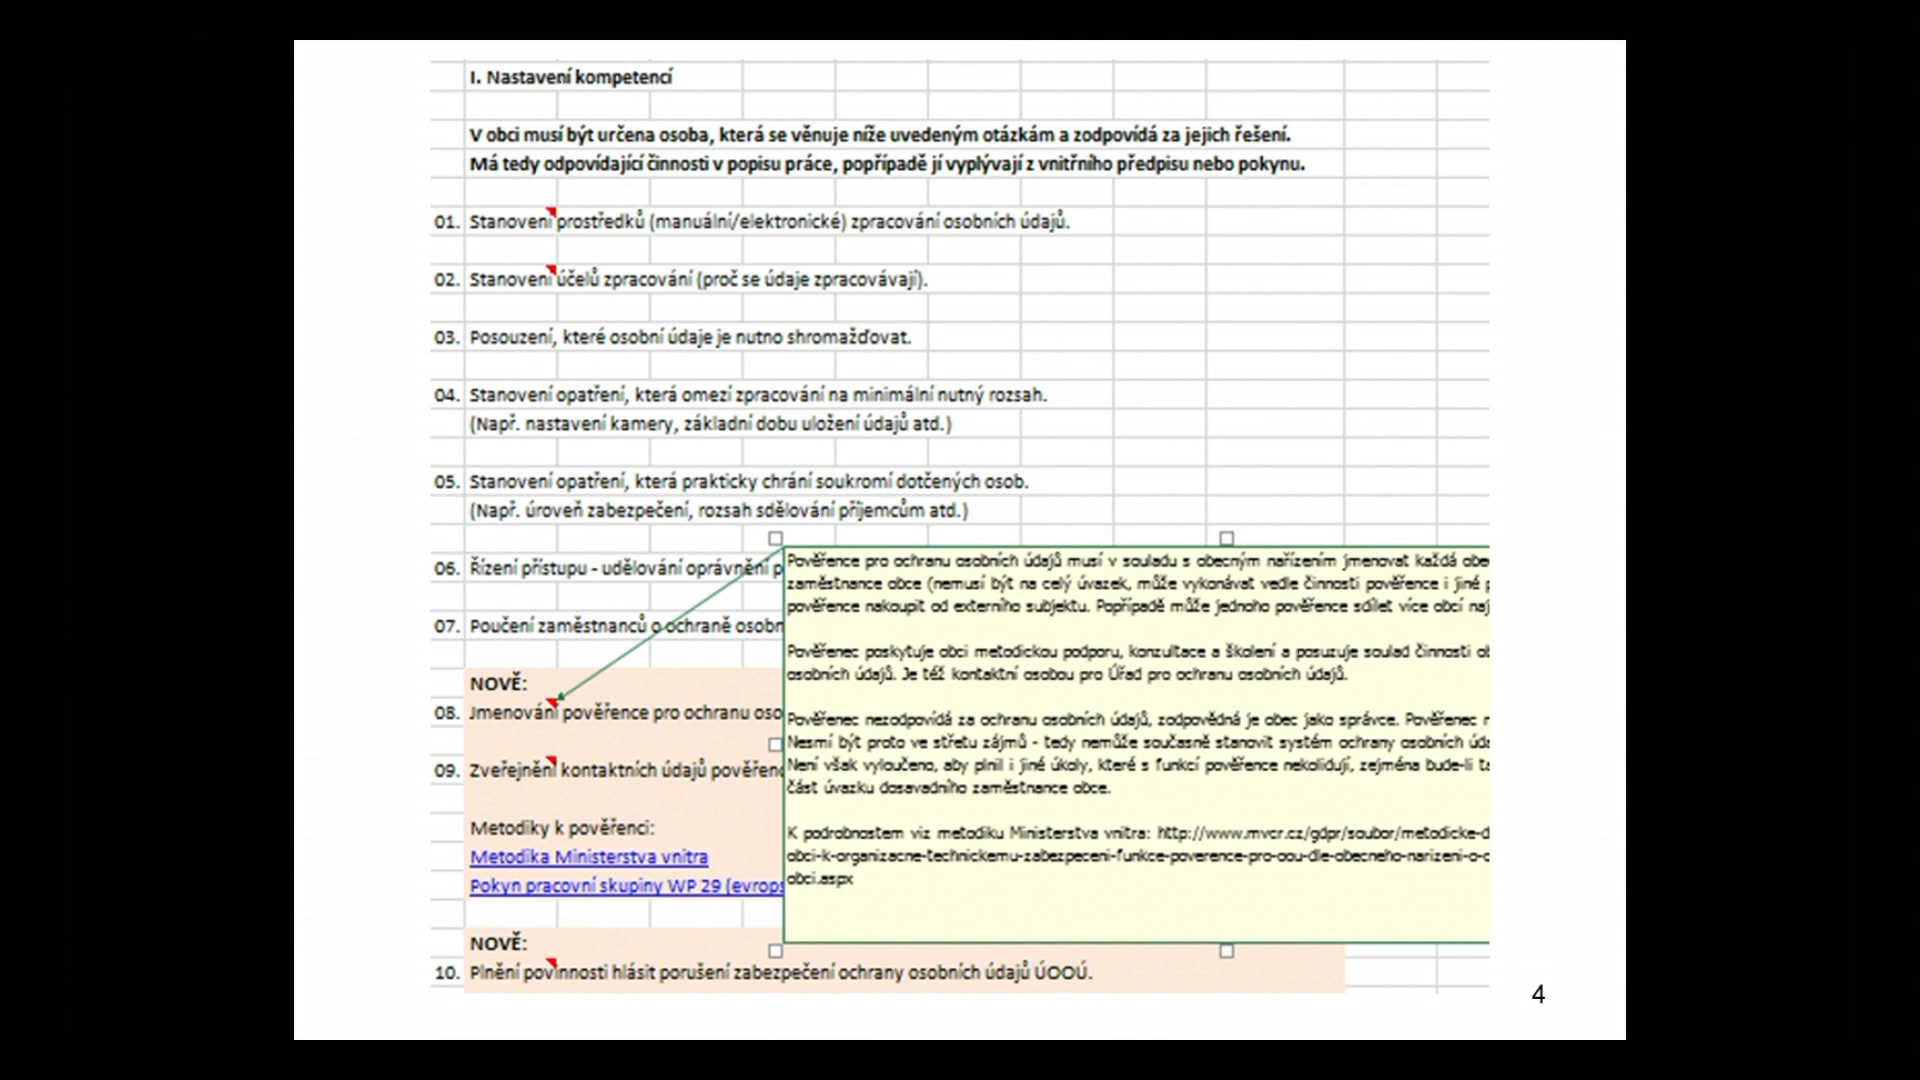 I. Nastavení kompetencí
V obci musí být určena osoba, která se věnuje níže uvedeným otázkám a zodpovídá za jejich řešení.
Má tedy odpovídající činnosti v popisu práce, popřípadě jí vyplývají z vnitřního předpisu nebo pokynu.
01. Stanovení prostředků (manuální/elektronické) zpracování osobních údajů.
02. Stanovení účelů zpracování (proč se údaje zpracovávají).
03. Posouzení, které osobní údaje je nutno shromažďovat.
04. Stanovení opatření, která omezí zpracování na minimální nutný rozsah.
(Např. nastavení kamery, základní dobu uložení údajů atd.)
05. Stanovení opatření, která prakticky chrání soukromí dotčených osob.
(Např. úroveň zabezpečení, rozsah sdělování příjemcům atd.)
06. Řízení přístupu - udělování oprávnění p
07. Poučení zaměstnanců o ochraně osobn
NOVĚ:
08. Jmenování pověřence pro ochranu oso
09. Zveřejnění kontaktních údajů pověřenc
Metodiky k pověřenci:
Metodika Ministerstva vnitra
Pokyn pracovní skupiny WP 29 (evrops
NOVĚ:
10. Plnění povinnosti hlásit porušení zabezpečení ochrany osobních údajů ÚOOÚ.
Pověřence pro ochranu osobních údajů musí v souladu s obecným nařízením jmenovat každá obe
zaměstnance obce (nemusí být na celý úvazek, může vykonávat vedle činnosti pověřence i jiné p
pověřence nakoupit od externího subjektu. Popřípadě může jednoho pověřence sdílet více obcí naj
Pověřenec poskytuje obci metodickou podporu, konzultace a školení a posuzuje soulad činnosti ob
osobních údajů. Je též kontaktní osobou pro Úřad pro ochranu osobních údajů.
Pověřenec nezodpovídá za ochranu osobních údajů, zodpovědná je obec jako správce. Pověřenec
Nesmí být proto ve střetu zájmů - tedy nemůže současně stanovit systém ochrany osobních úda
Není však vyloučeno, aby plnil i jiné úkoly, které s funkcí pověřence nekolidují, zejména bude-li ta
část úvazku dosavadního zaměstnance obce.
K podrobnostem viz metodiku Ministerstva vnitra: http://www.mvcr.cz/gdpr/soubor/metodicke-d
obci-k-organizacne-technickemu-zabezpeceni-funkce-poverence-pro-oou-dle-obecneho-narizeni-o-o
obci.aspx
4